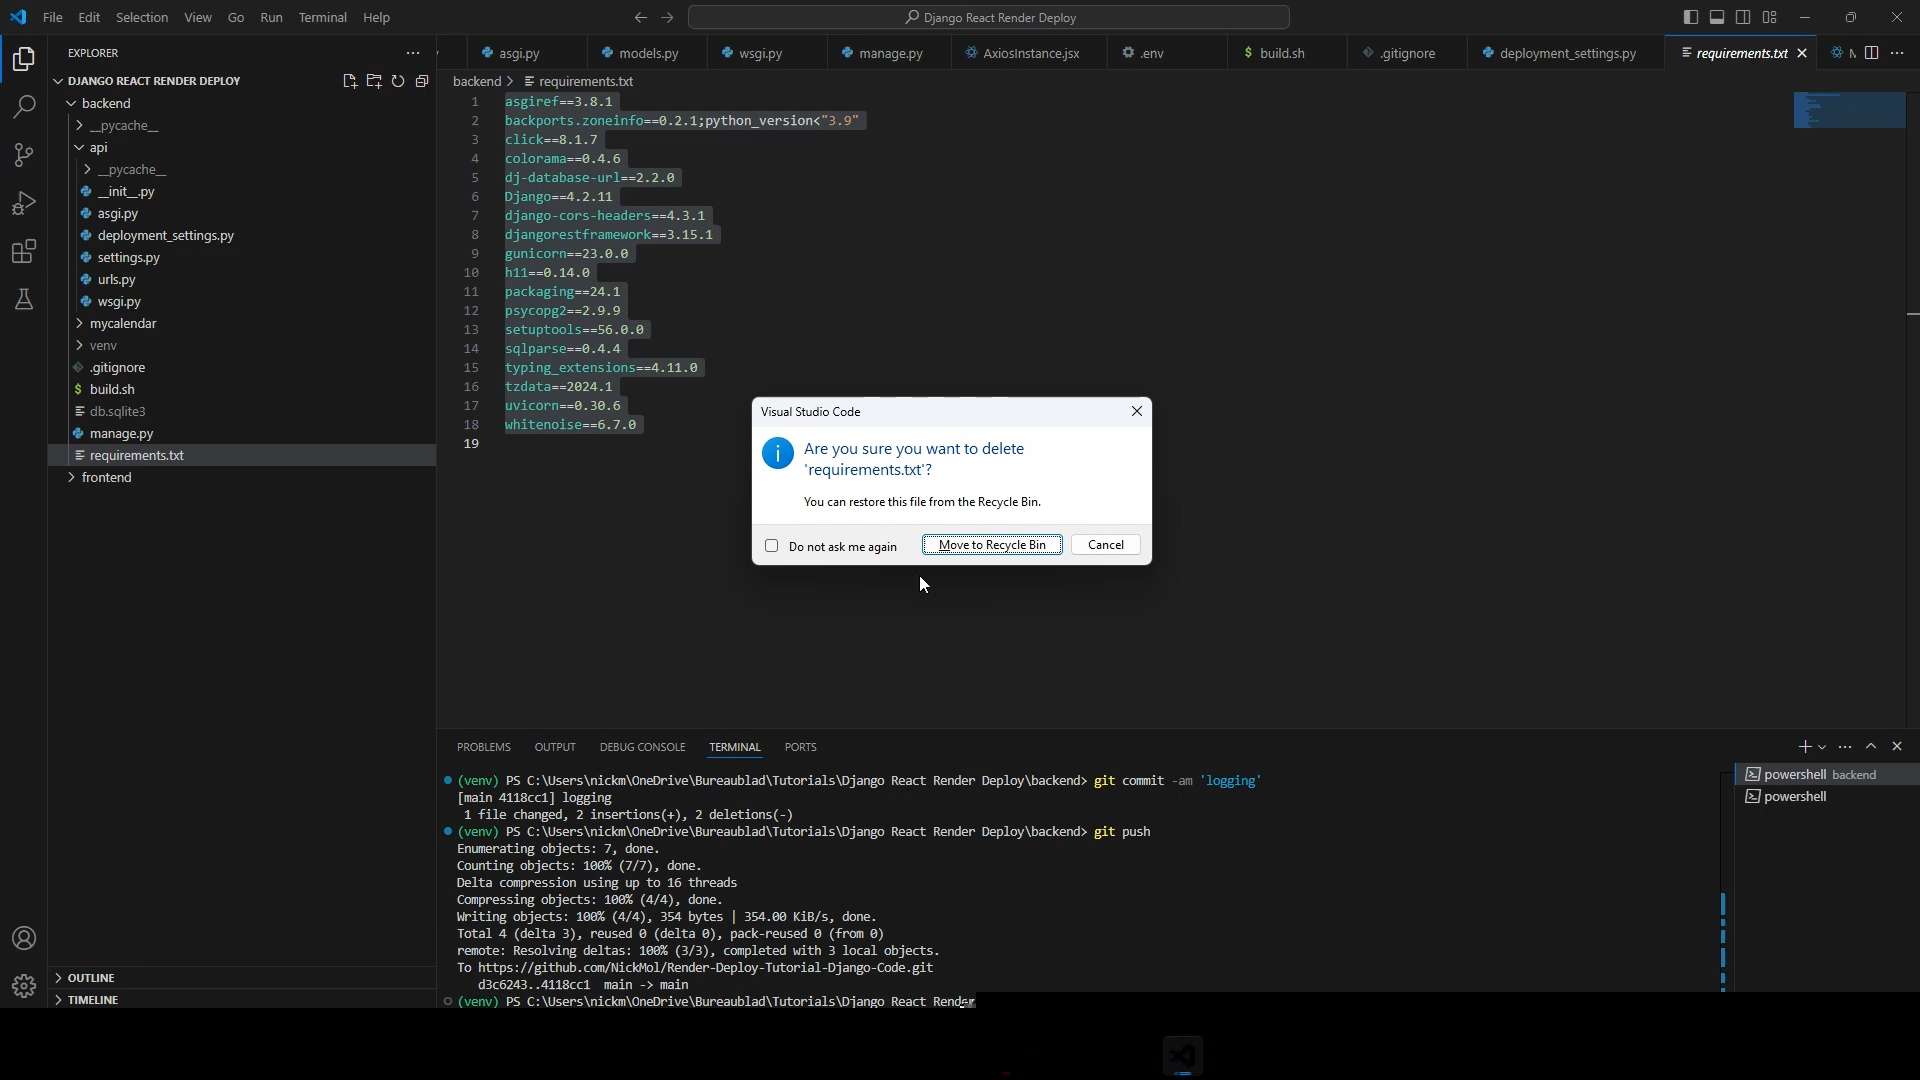 File Edit Selection View Go Run Terminal Help
Django React Render Deploy
EXPLORER
asgi.py models.py wsgi.py manage.py AxiosInstance.jsx .env build.sh .gitignore deployment_settings.py requirements.txt
DJANGO REACT RENDER DEPLOY
backend > requirements.txt
backend
__pycache__
api
__pycache__
__init__.py
asgi.py
deployment_settings.py
settings.py
urls.py
wsgi.py
mycalendar
venv
.gitignore
build.sh
db.sqlite3
manage.py
requirements.txt
frontend
OUTLINE
TIMELINE
1 asgiref==3.8.1
2 backports.zoneinfo==0.2.1;python_version<"3.9"
3 click==8.1.7
4 colorama==0.4.6
5 dj-database-url==2.2.0
6 Django==4.2.11
7 django-cors-headers==4.3.1
8 djangorestframework==3.15.1
9 gunicorn==23.0.0
10 h11==0.14.0
11 packaging==24.1
12 psycopg2==2.9.9
13 setuptools==56.0.0
14 sqlparse==0.4.4
15 typing_extensions==4.11.0
16 tzdata==2024.1
17 uvicorn==0.30.6
18 whitenoise==6.7.0
19
Visual Studio Code
Are you sure you want to delete
'requirements.txt'?
You can restore this file from the Recycle Bin.
Do not ask me again
Move to Recycle Bin
Cancel
PROBLEMS OUTPUT DEBUG CONSOLE TERMINAL PORTS
(venv) PS C:\Users\nickm\OneDrive\Bureaublad\Tutorials\Django React Render Deploy\backend> git commit -am 'logging'
[main 4118cc1] logging
1 file changed, 2 insertions(+), 2 deletions(-)
(venv) PS C:\Users\nickm\OneDrive\Bureaublad\Tutorials\Django React Render Deploy\backend> git push
Enumerating objects: 7, done.
Counting objects: 100% (7/7), done.
Delta compression using up to 16 threads
Compressing objects: 100% (4/4), done.
Writing objects: 100% (4/4), 354 bytes | 354.00 KiB/s, done.
Total 4 (delta 3), reused 0 (delta 0), pack-reused 0 (from 0)
remote: Resolving deltas: 100% (3/3), completed with 3 local objects.
To https://github.com/NickMol/Render-Deploy-Tutorial-Django-Code.git
d3c6243..4118cc1 main -> main
(venv) PS C:\Users\nickm\OneDrive\Bureaublad\Tutorials\Django React Render
powershell backend
powershell